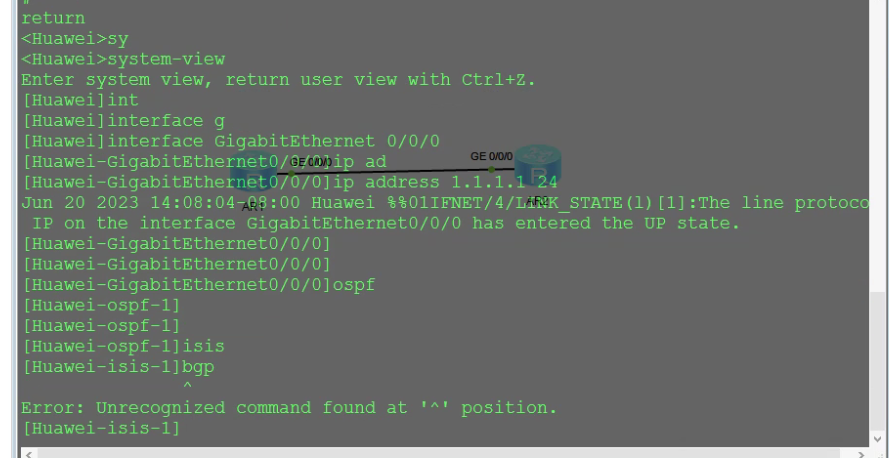 #
return
<Huawei>sy
<Huawei>system-view
Enter system view, return user view with Ctrl+Z.
[Huawei]int
[Huawei]interface g
[Huawei]interface GigabitEthernet 0/0/0
[Huawei-GigabitEthernet0/0/0]ip ad
GE 0/0/0
GE 0/0/0
[Huawei-GigabitEthernet0/0/0]ip address 1.1.1.1 24
Jun 20 2023 14:08:04-08:00 Huawei %%01IFNET/4/LINK_STATE(l)[1]:The line protoco
IP on the interface GigabitEthernet0/0/0 has entered the UP state.
[Huawei-GigabitEthernet0/0/0]
[Huawei-GigabitEthernet0/0/0]
[Huawei-GigabitEthernet0/0/0]ospf
[Huawei-ospf-1]
[Huawei-ospf-1]
[Huawei-ospf-1]isis
[Huawei-isis-1]bgp
^
Error: Unrecognized command found at '^' position.
[Huawei-isis-1]